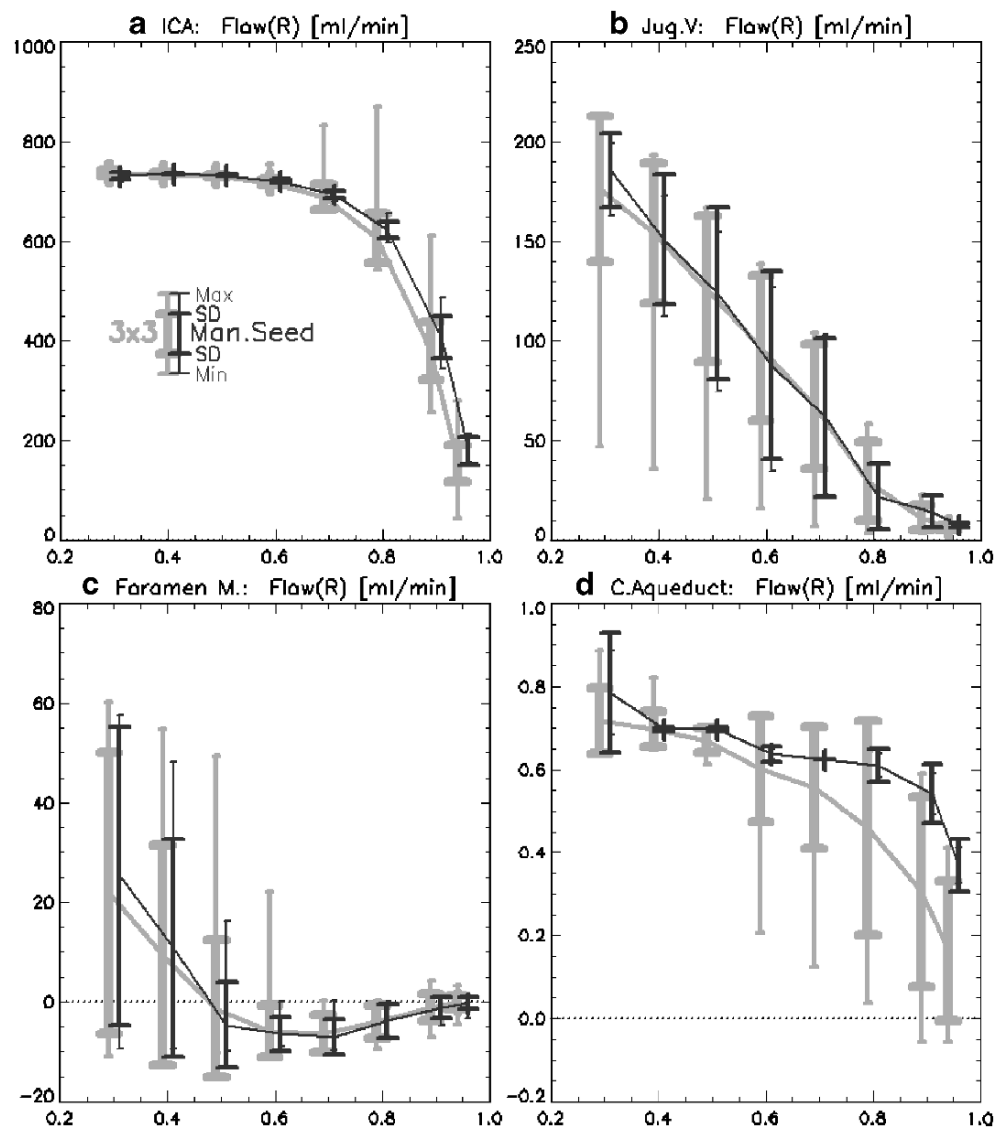 a ICA: Flaw(R) [ml/min]
b Jug.V: Flaw(R) [ml/min]
1000
800
600
400
200
0
Max
SD
3x3 Man.Seed
SD
Min
0.2 0.4 0.6 0.8 1.0
250
200
150
100
50
0
0.2 0.4 0.6 0.8 1.0
c Foramen M.: Flaw(R) [ml/min]
d C.Aqueduct: Flaw(R) [ml/min]
80
60
40
20
0
-20
0.2 0.4 0.6 0.8 1.0
1.0
0.8
0.6
0.4
0.2
-0.0
-0.2
0.2 0.4 0.6 0.8 1.0